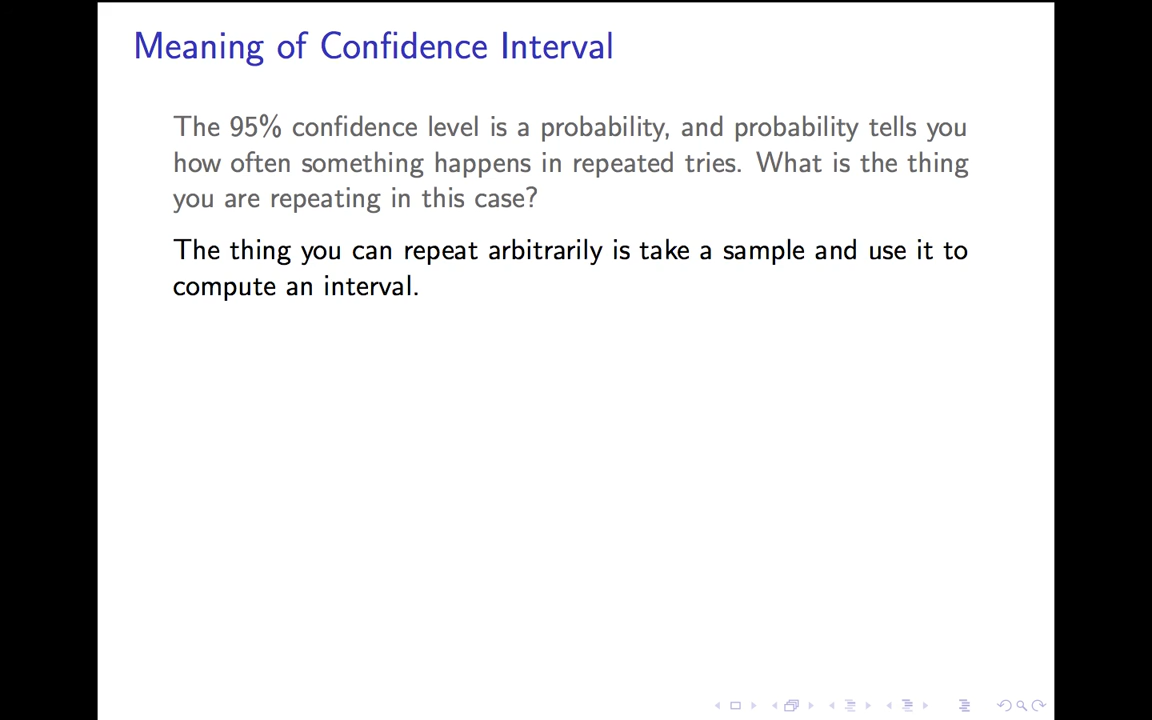 Meaning of Confidence Interval
The 95% confidence level is a probability, and probability tells you
how often something happens in repeated tries. What is the thing
you are repeating in this case?
The thing you can repeat arbitrarily is take a sample and use it to
compute an interval.